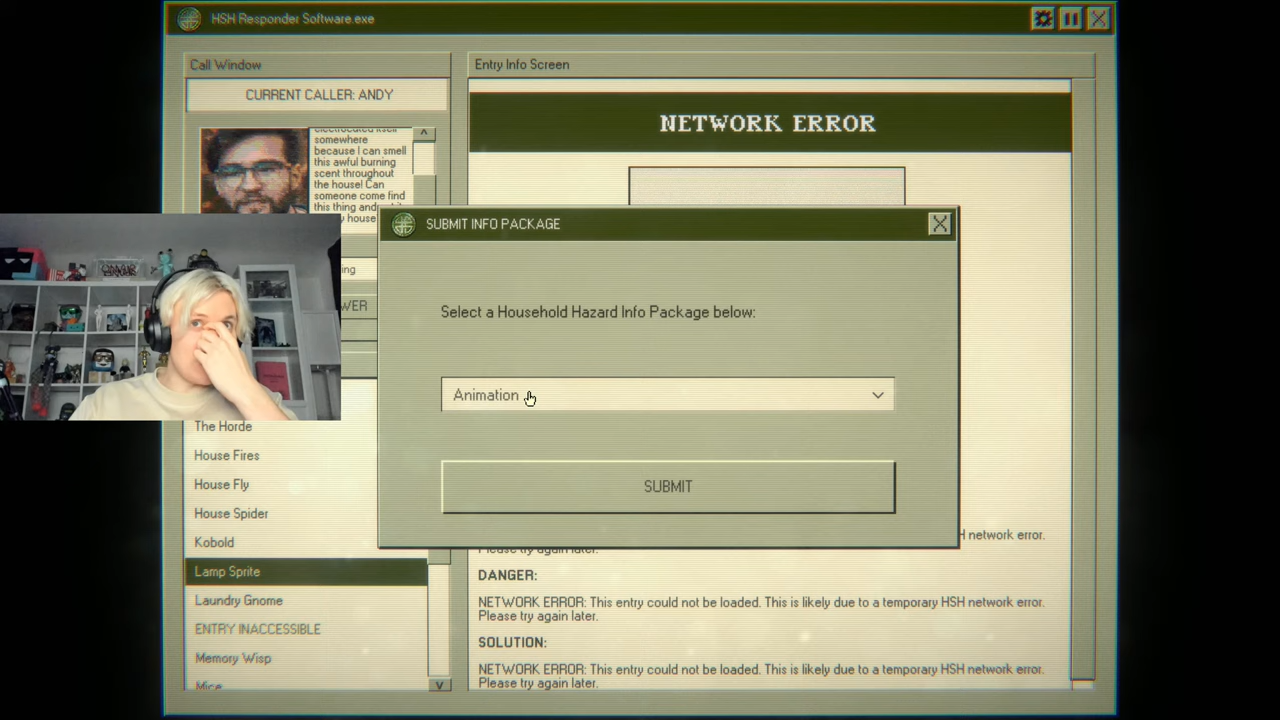 HSH Responder Software.exe
Call Window
CURRENT CALLER: ANDY
somewhere
because I can smell
this awful burning
scent throughout
the house! Can
someone come find
this thing and
house
Entry Info Screen
NETWORK ERROR
SUBMIT INFO PACKAGE
Select a Household Hazard Info Package below:
Animation
SUBMIT
The Horde
House Fires
House Fly
House Spider
Kobold
Lamp Sprite
Laundry Gnome
ENTRY INACCESSIBLE
Memory Wisp
Mice
H network error.
Please try again later.
DANGER:
NETWORK ERROR: This entry could not be loaded. This is likely due to a temporary HSH network error.
Please try again later.
SOLUTION:
NETWORK ERROR: This entry could not be loaded. This is likely due to a temporary HSH network error.
Please try again later.